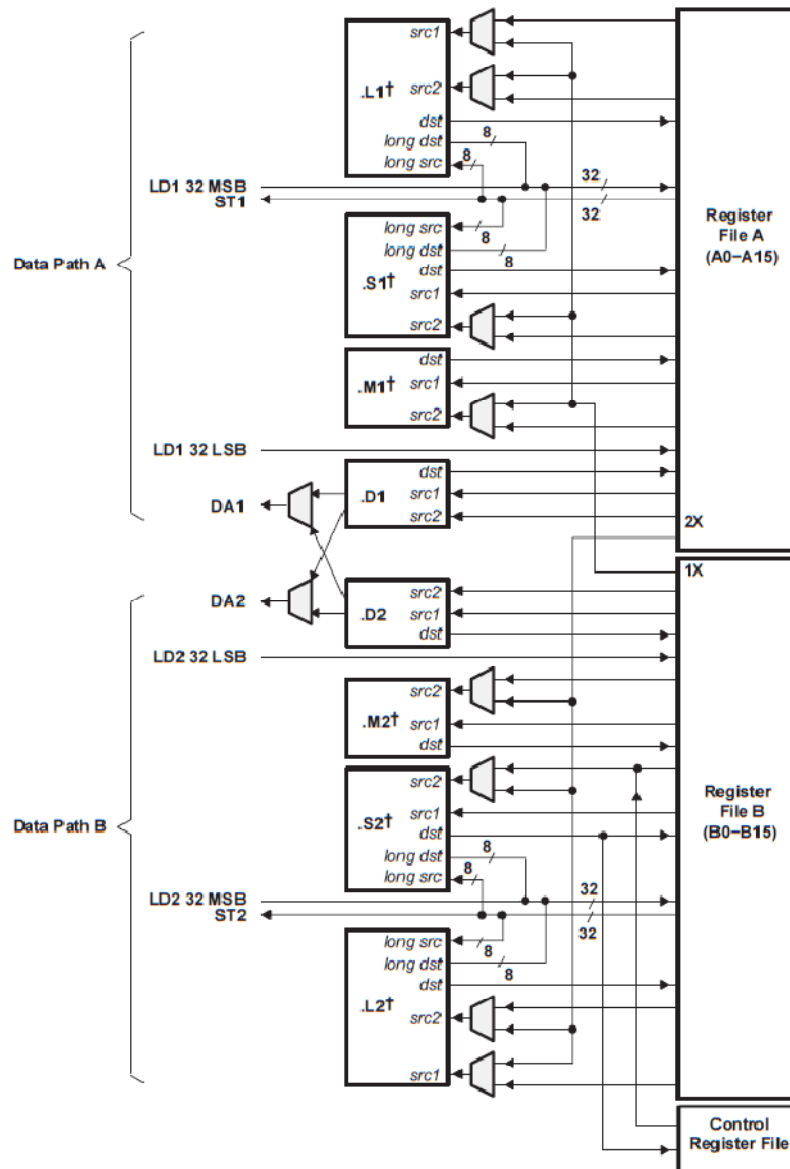 src1
.L1†
src2
dst
long dst
8
long src
8
LD1 32 MSB
32
ST1
32
Register
File A
(A0–A15)
long src
8
long dst
8
dst
Data Path A
.S1†
src1
src2
dst
.M1†
src1
src2
LD1 32 LSB
dst
.D1
src1
DA1
src2
2X
1X
DA2
src2
.D2
src1
dst
LD2 32 LSB
src2
.M2†
src1
dst
src2
Register
File B
(B0–B15)
Data Path B
.S2†
src1
dst
8
long dst
8
long src
LD2 32 MSB
32
ST2
32
long src
8
long dst
8
dst
.L2†
src2
src1
Control
Register File